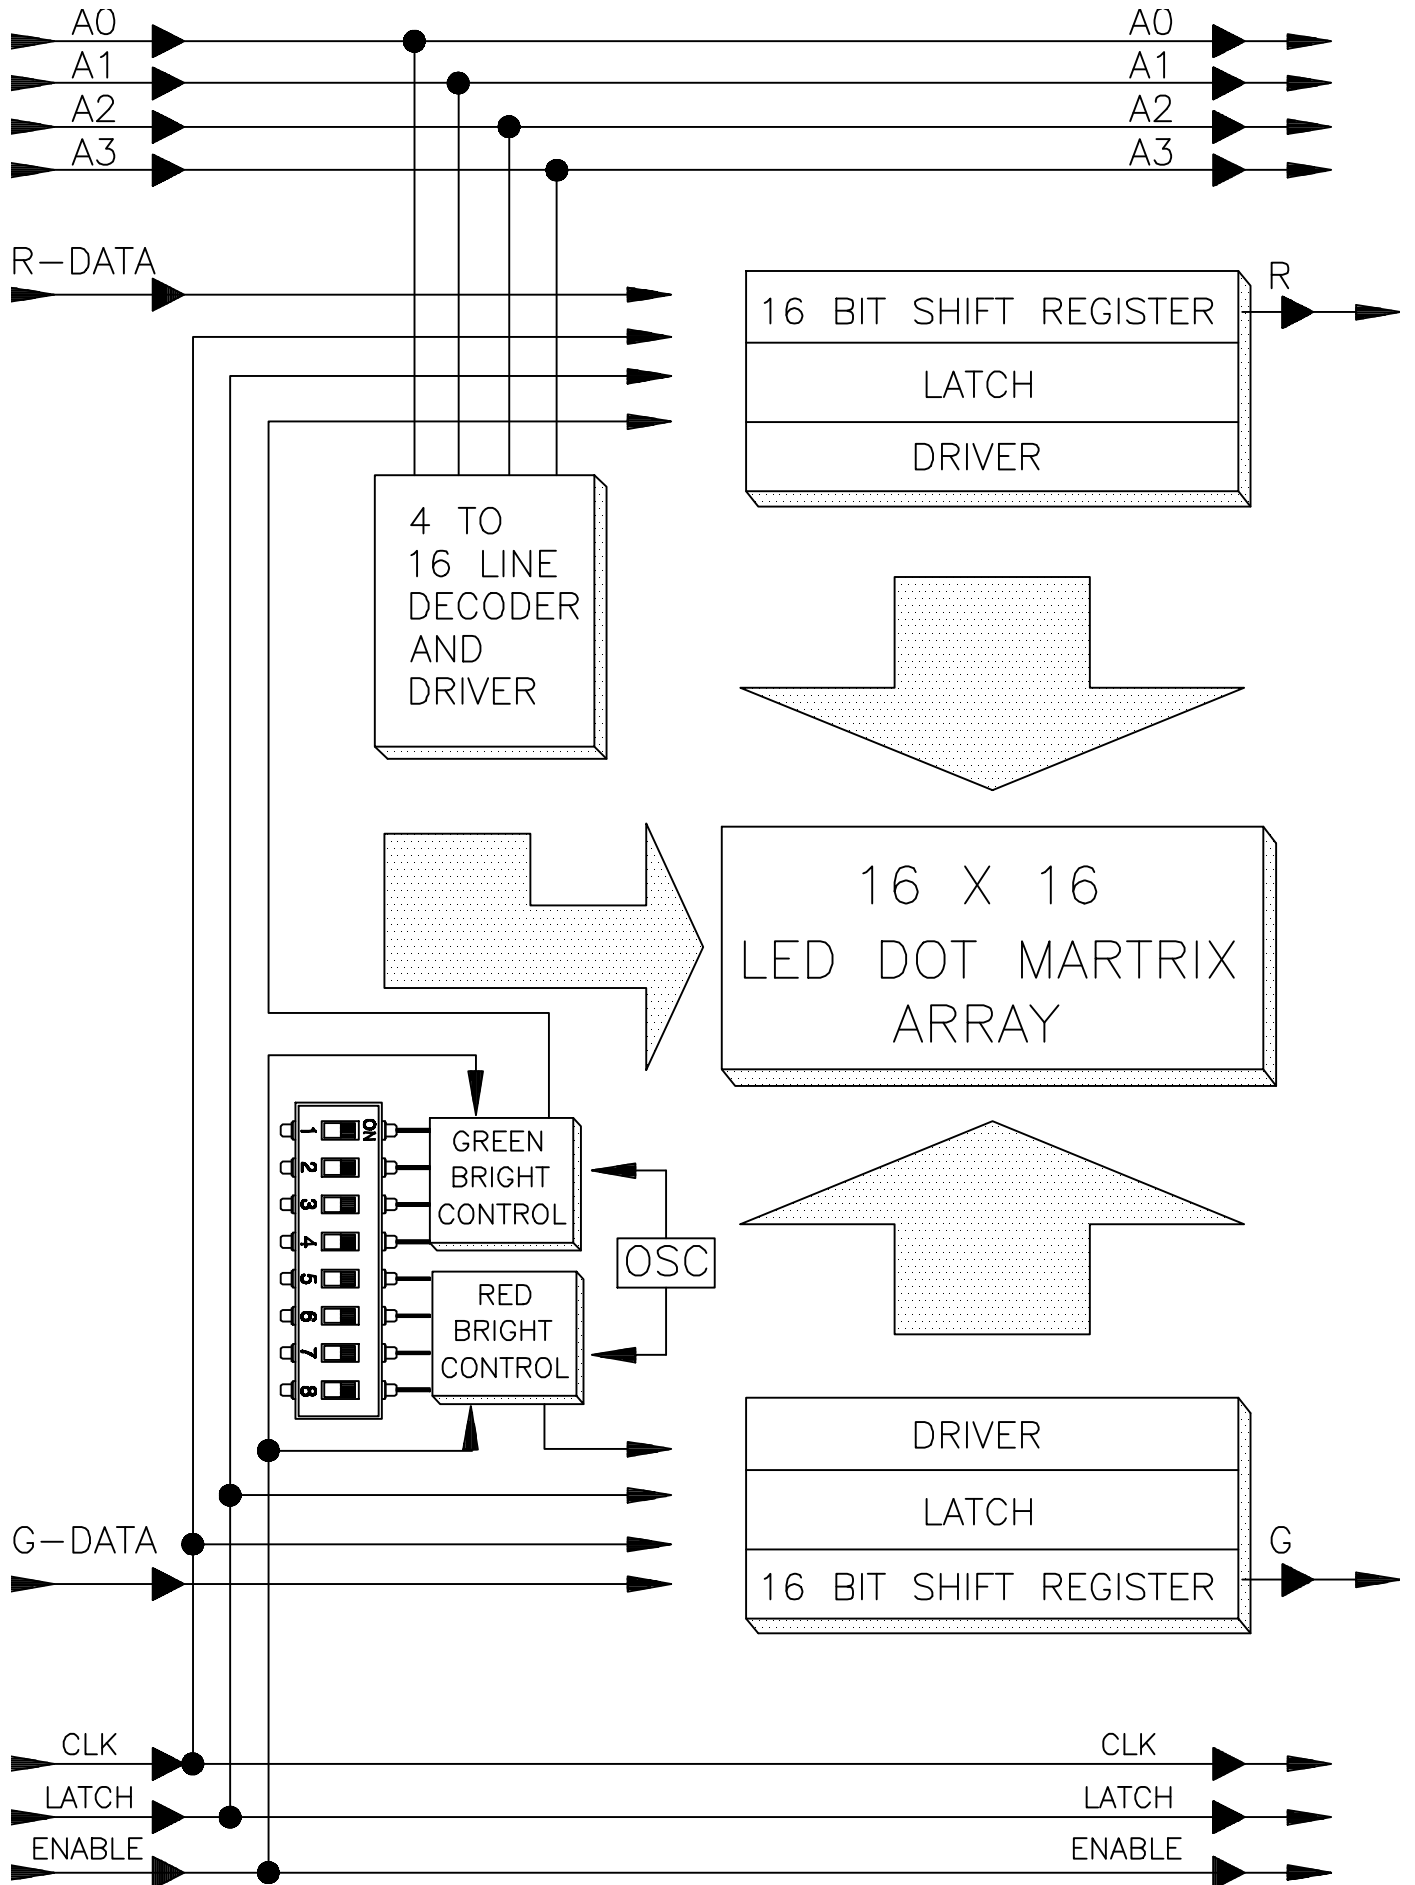 A0 A0
A1 A1
A2 A2
A3 A3
R-DATA
R
16 BIT SHIFT REGISTER
LATCH
DRIVER
4 TO
16 LINE
DECODER
AND
DRIVER
16 X 16
LED DOT MARTRIX
ARRAY
ON
1
2
3
4
5
6
7
8
GREEN
BRIGHT
CONTROL
OSC
RED
BRIGHT
CONTROL
DRIVER
LATCH
16 BIT SHIFT REGISTER
G-DATA
G
CLK CLK
LATCH LATCH
ENABLE ENABLE